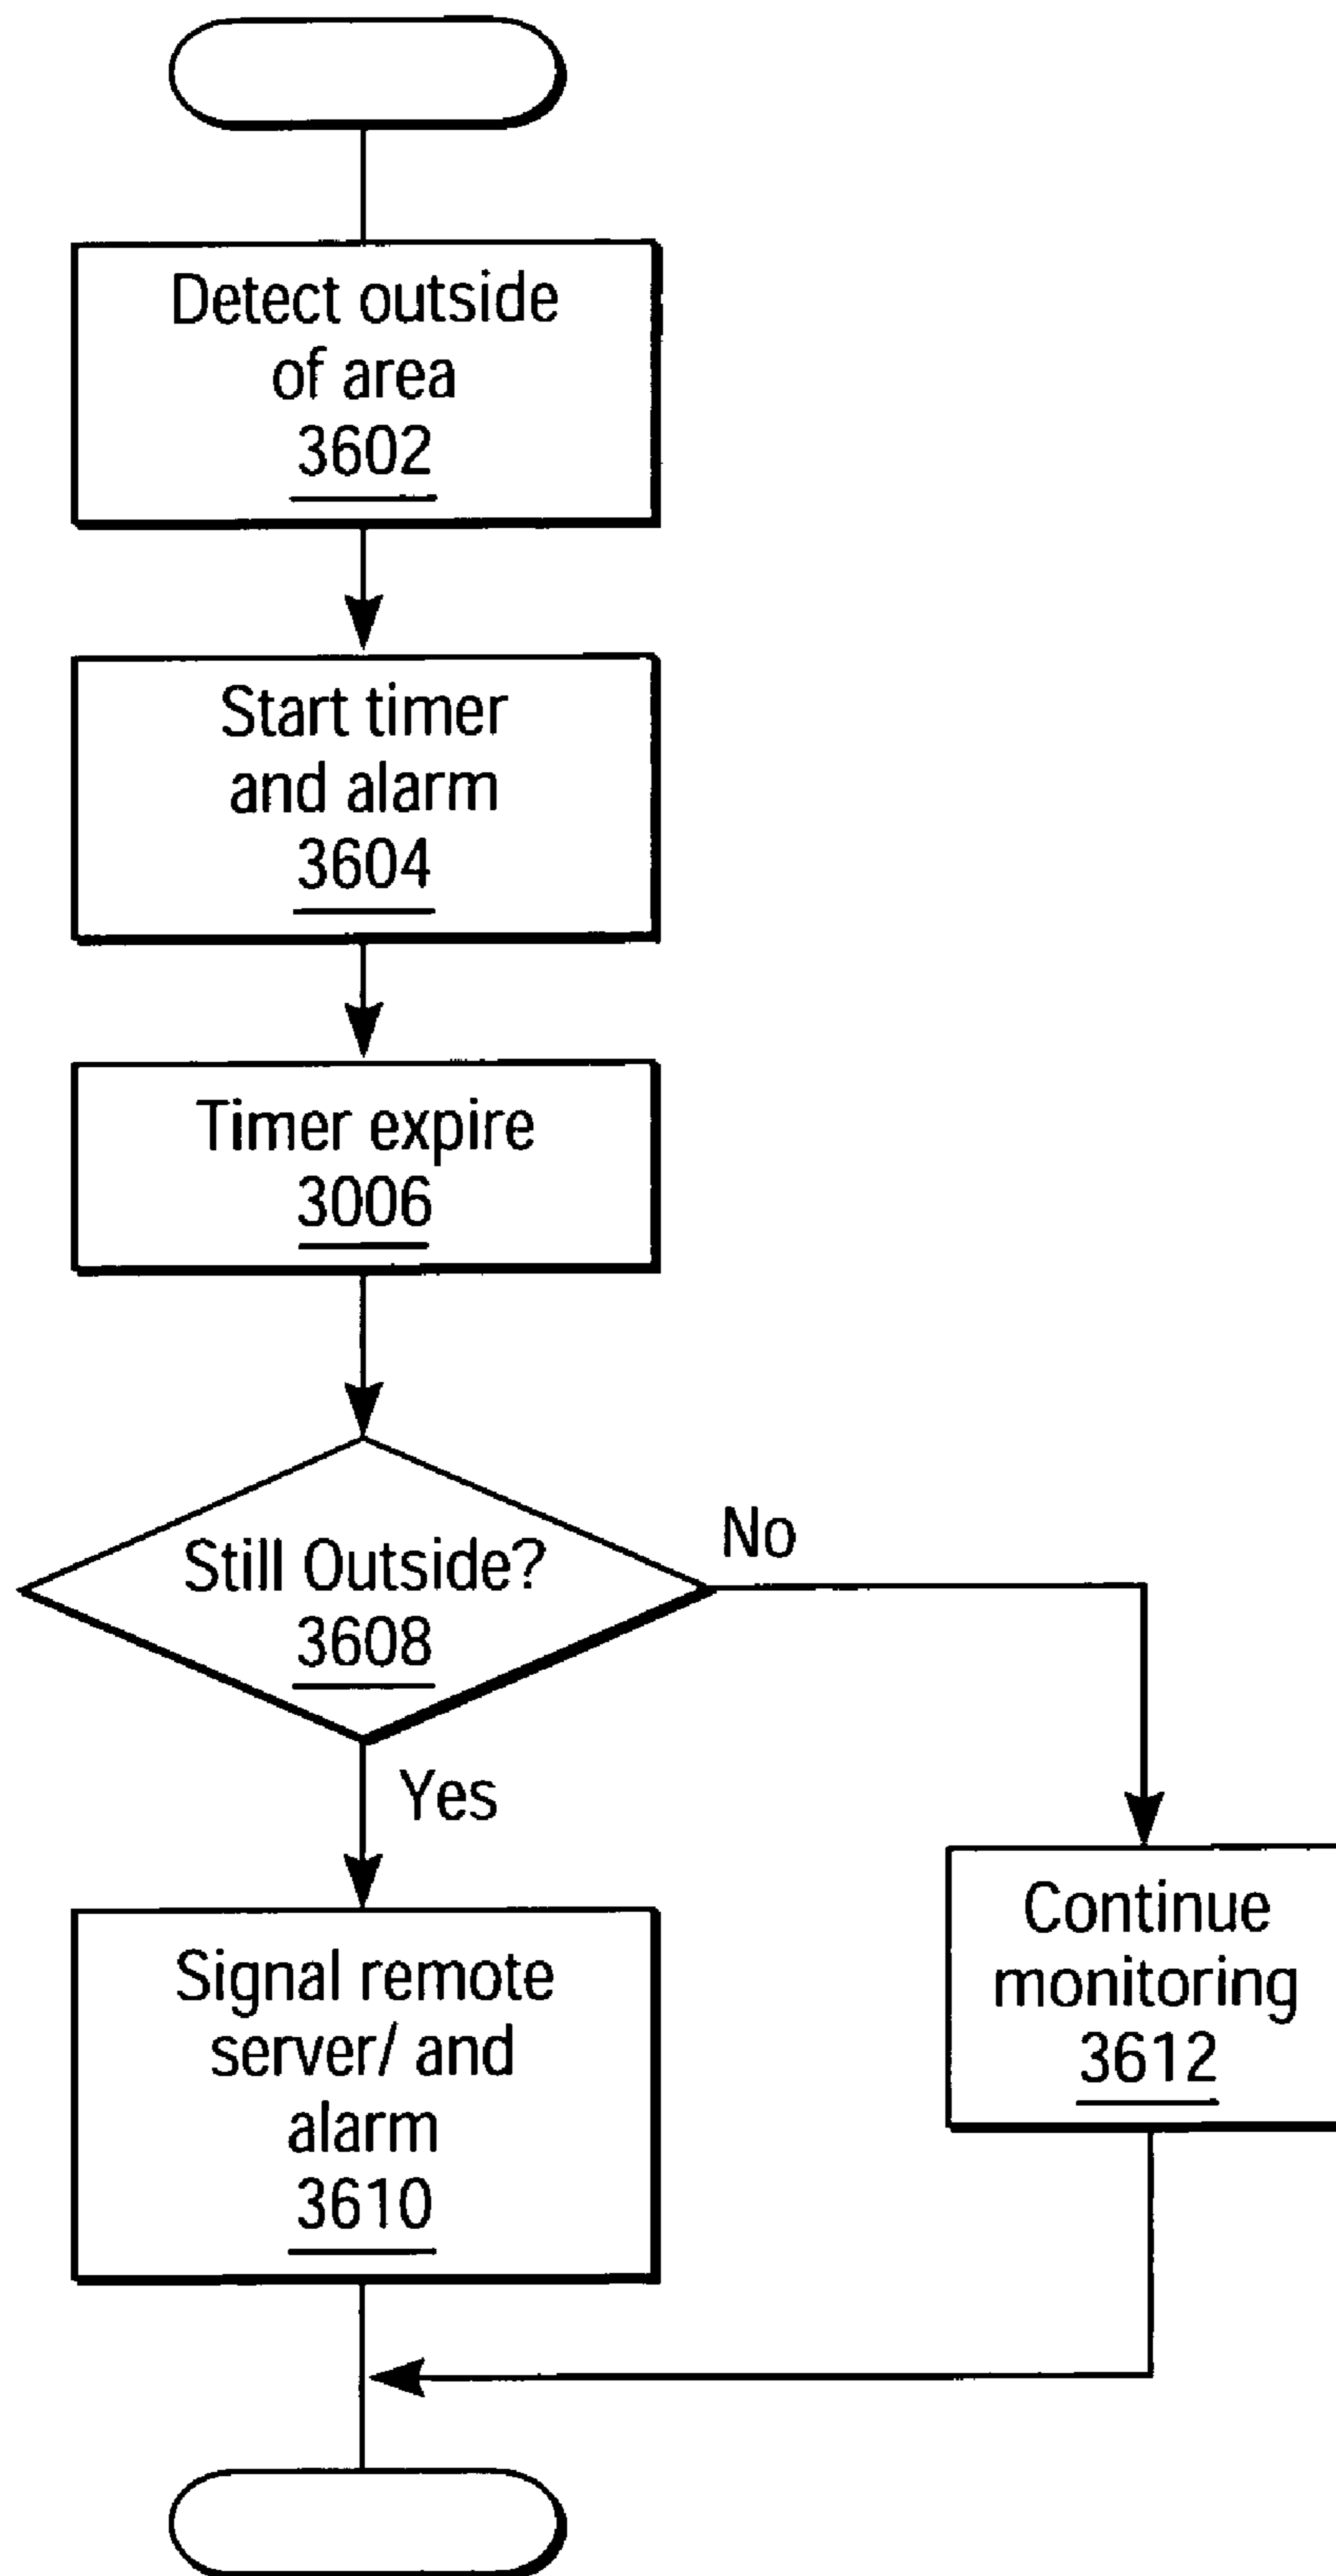 Detect outside
of area
3602
Start timer
and alarm
3604
Timer expire
3006
Still Outside?
3608
No
Yes
Signal remote
server/ and
alarm
3610
Continue
monitoring
3612